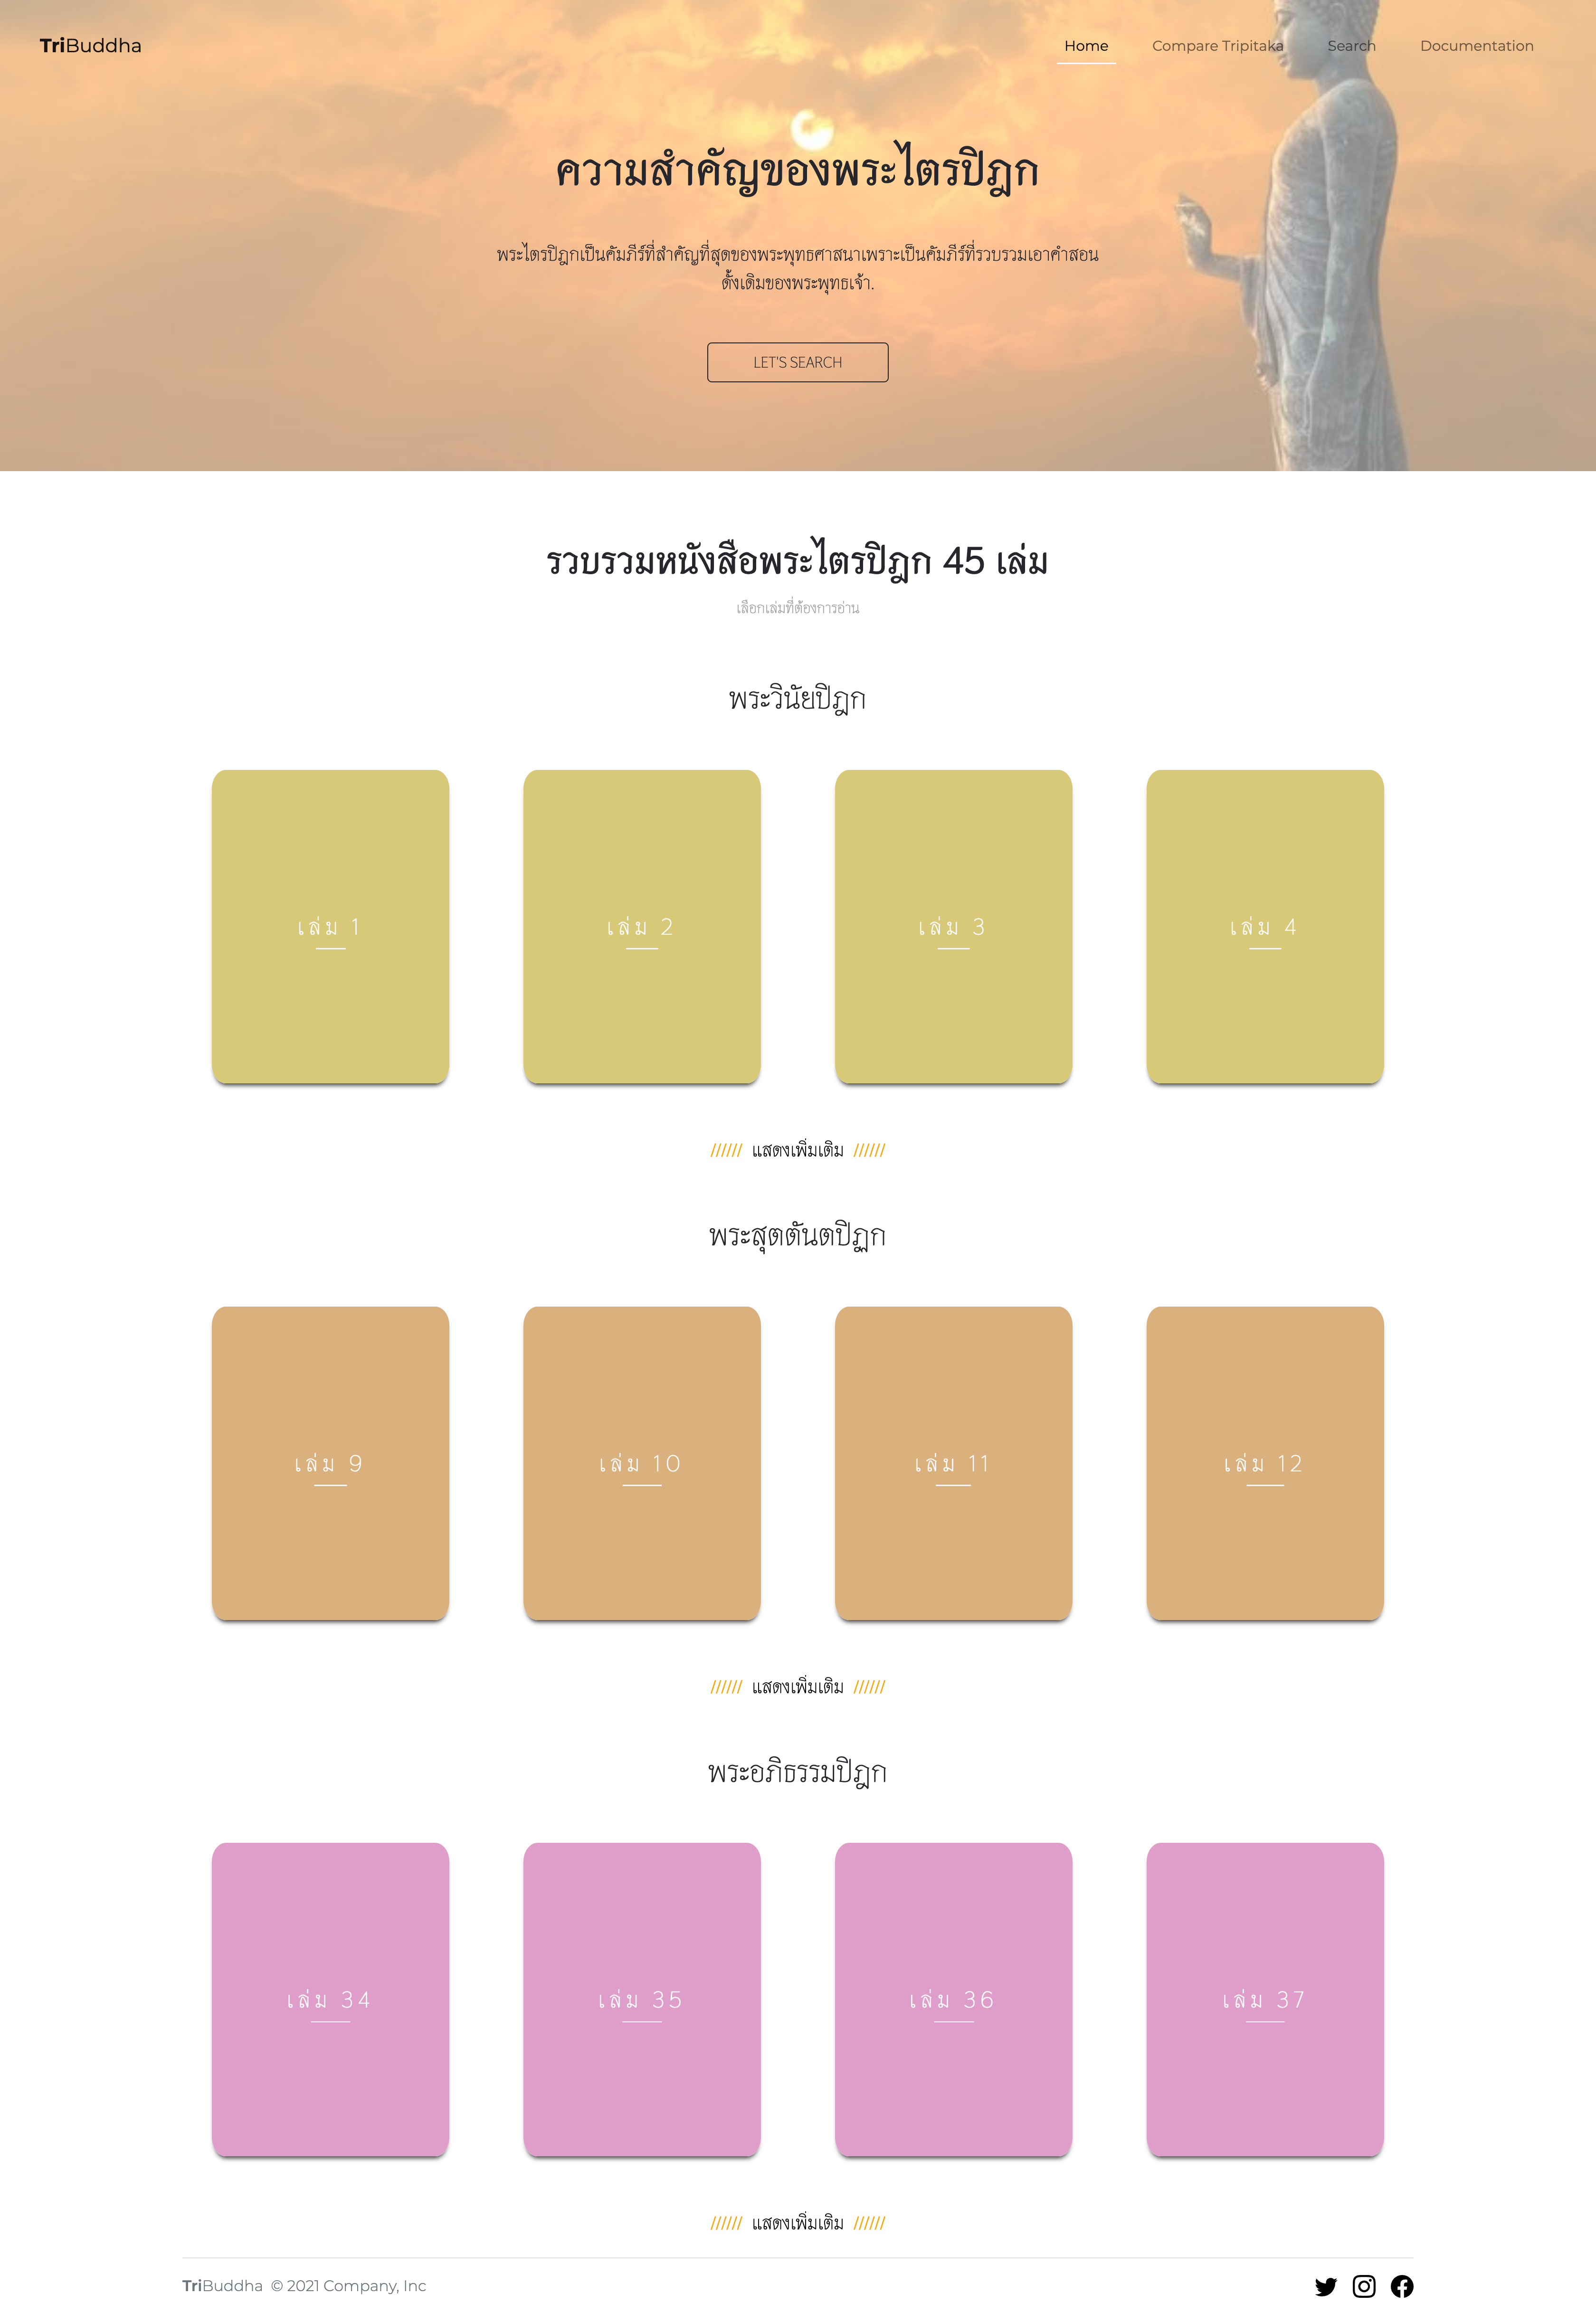 TriBuddha
Home Compare Tripitaka Search Documentation
ความสำคัญของพระไตรปิฎก
พระไตรปิฎกเป็นคัมภีร์ที่สำคัญที่สุดของพระพุทธศาสนาเพราะเป็นคัมภีร์ที่รวบรวมเอาคำสอน
ดั้งเดิมของพระพุทธเจ้า.
LET'S SEARCH
รวบรวมหนังสือพระไตรปิฎก 45 เล่ม
เลือกเล่มที่ต้องการอ่าน
พระวินัยปิฎก
เล่ม 1 เล่ม 2 เล่ม 3 เล่ม 4
////// แสดงเพิ่มเติม //////
พระสุตตันตปิฏก
เล่ม 9 เล่ม 10 เล่ม 11 เล่ม 12
////// แสดงเพิ่มเติม //////
พระอภิธรรมปิฎก
เล่ม 34 เล่ม 35 เล่ม 36 เล่ม 37
////// แสดงเพิ่มเติม //////
TriBuddha © 2021 Company, Inc